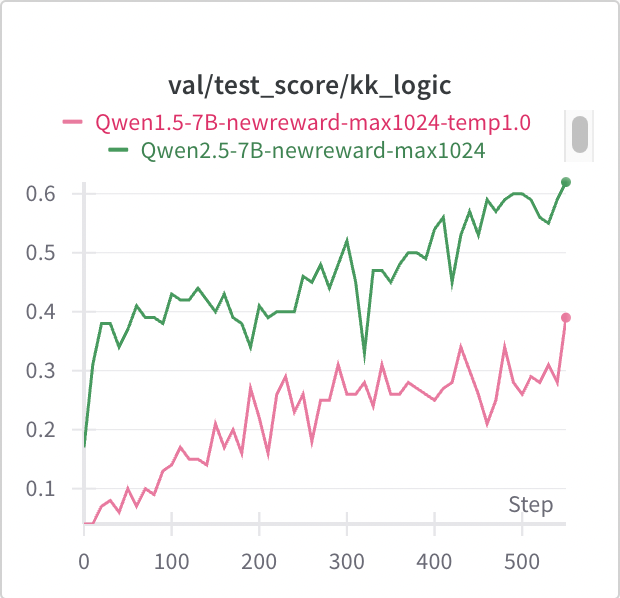 val/test_score/kk_logic
Qwen1.5-7B-newreward-max1024-temp1.0
Qwen2.5-7B-newreward-max1024
0.6
0.5
0.4
0.3
0.2
0.1
Step
0 100 200 300 400 500